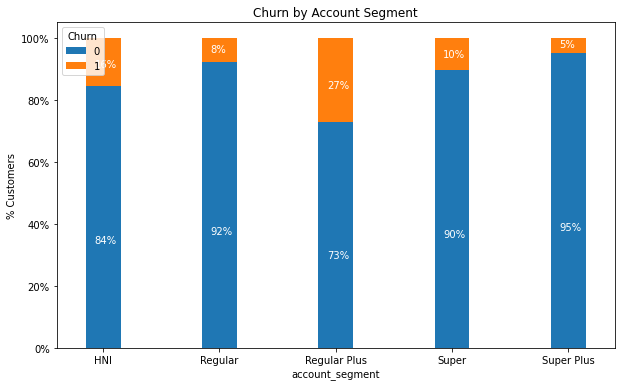 Churn by Account Segment
Churn
0
1
100%
80%
60%
40%
20%
0%
% Customers
8%
27%
10%
5%
84%
92%
73%
90%
95%
HNI
Regular
Regular Plus
Super
Super Plus
account_segment